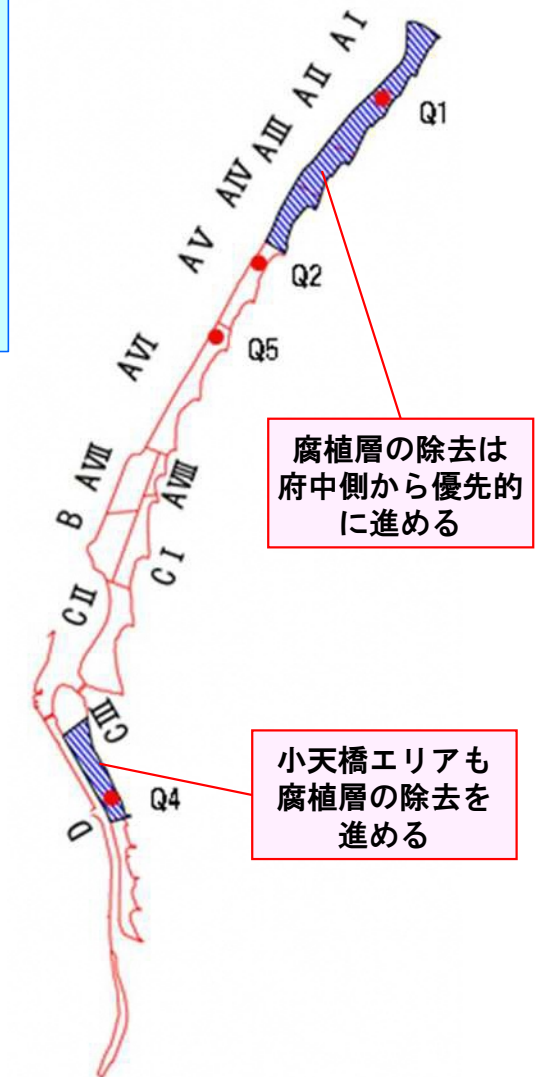 AⅠ
AⅡ
Q1
AⅢ
AⅣ
AⅤ
Q2
Q5
AⅥ
腐植層の除去は
府中側から優先的
に進める
AⅦ
AⅧ
B
CⅠ
CⅡ
CⅢ
小天橋エリアも
腐植層の除去を
進める
Q4
D